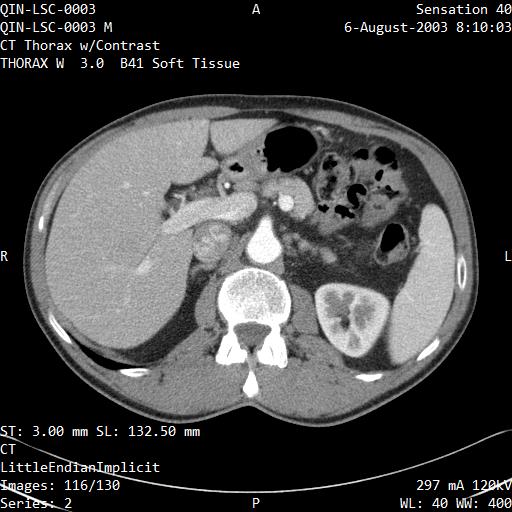 QIN-LSC-0003 A Sensation 40
QIN-LSC-0003 M 6-August-2003 8:10:03
CT Thorax w/Contrast
THORAX W 3.0 B41 Soft Tissue
R L
ST: 3.00 mm SL: 132.50 mm
CT
LittleEndianImplicit
Images: 116/130 297 mA 120kV
Series: 2 P WL: 40 WW: 400